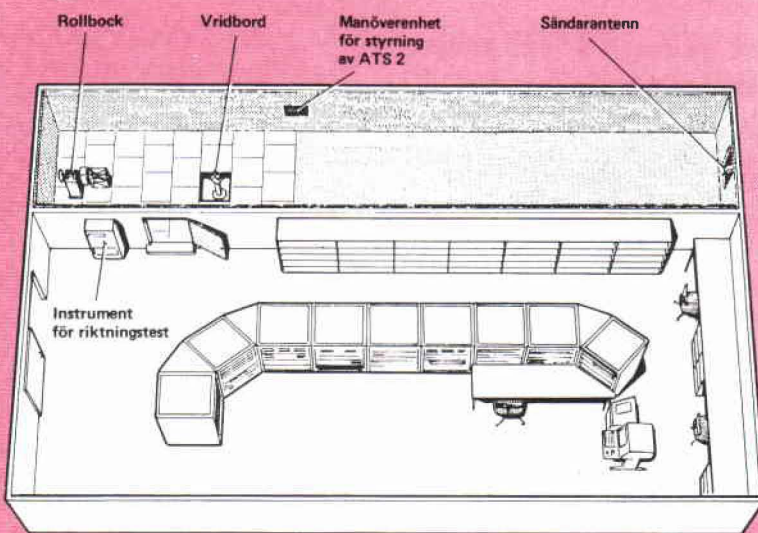 Rollbock
Vridbord
Manöverenhet
för styrning
av ATS 2
Sändarantenn
Instrument
för riktningstest